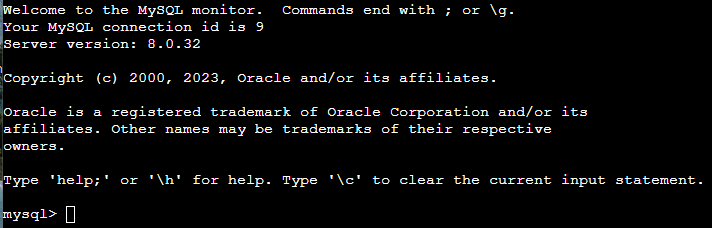 Welcome to the MySQL monitor.  Commands end with ; or \g.
Your MySQL connection id is 9
Server version: 8.0.32
Copyright (c) 2000, 2023, Oracle and/or its affiliates.
Oracle is a registered trademark of Oracle Corporation and/or its
affiliates. Other names may be trademarks of their respective
owners.
Type 'help;' or '\h' for help. Type '\c' to clear the current input statement.
mysql>